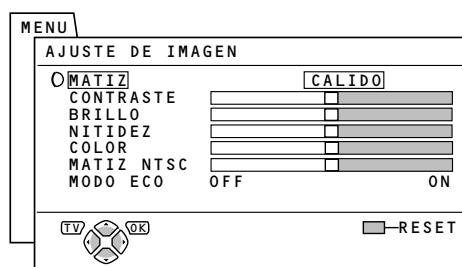 MENU
AJUSTE DE IMAGEN
MATIZ CALIDO
CONTRASTE
BRILLO
NITIDEZ
COLOR
MATIZ NTSC
MODO ECO OFF ON
TV OK RESET